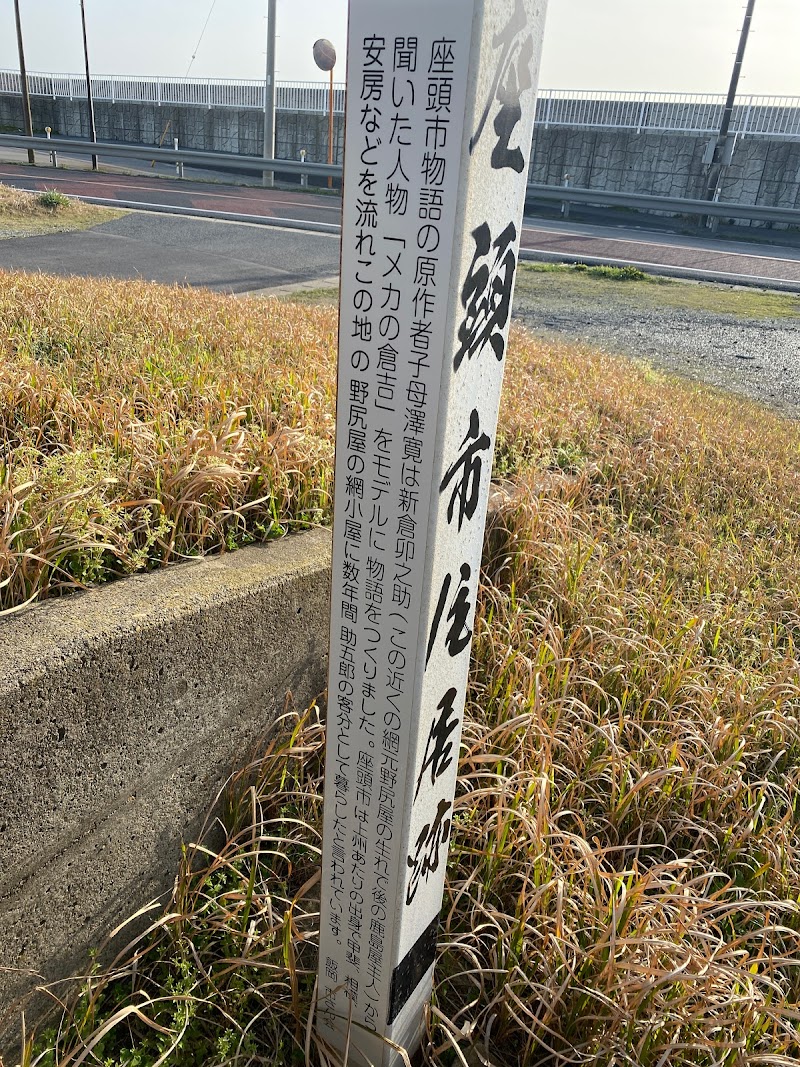 座頭市住居跡
座頭市物語の原作者子母澤寛は新倉卯之助（この近くの網元野尻屋の生れで後の鹿島屋主人）から
聞いた人物「メカの倉吉」をモデルに物語をつくりました。座頭市は上州あたりの出身で甲斐、相模、
安房などを流れこの地の野尻屋の網小屋に数年間助五郎の客分として暮らしたと言われています。
飯岡